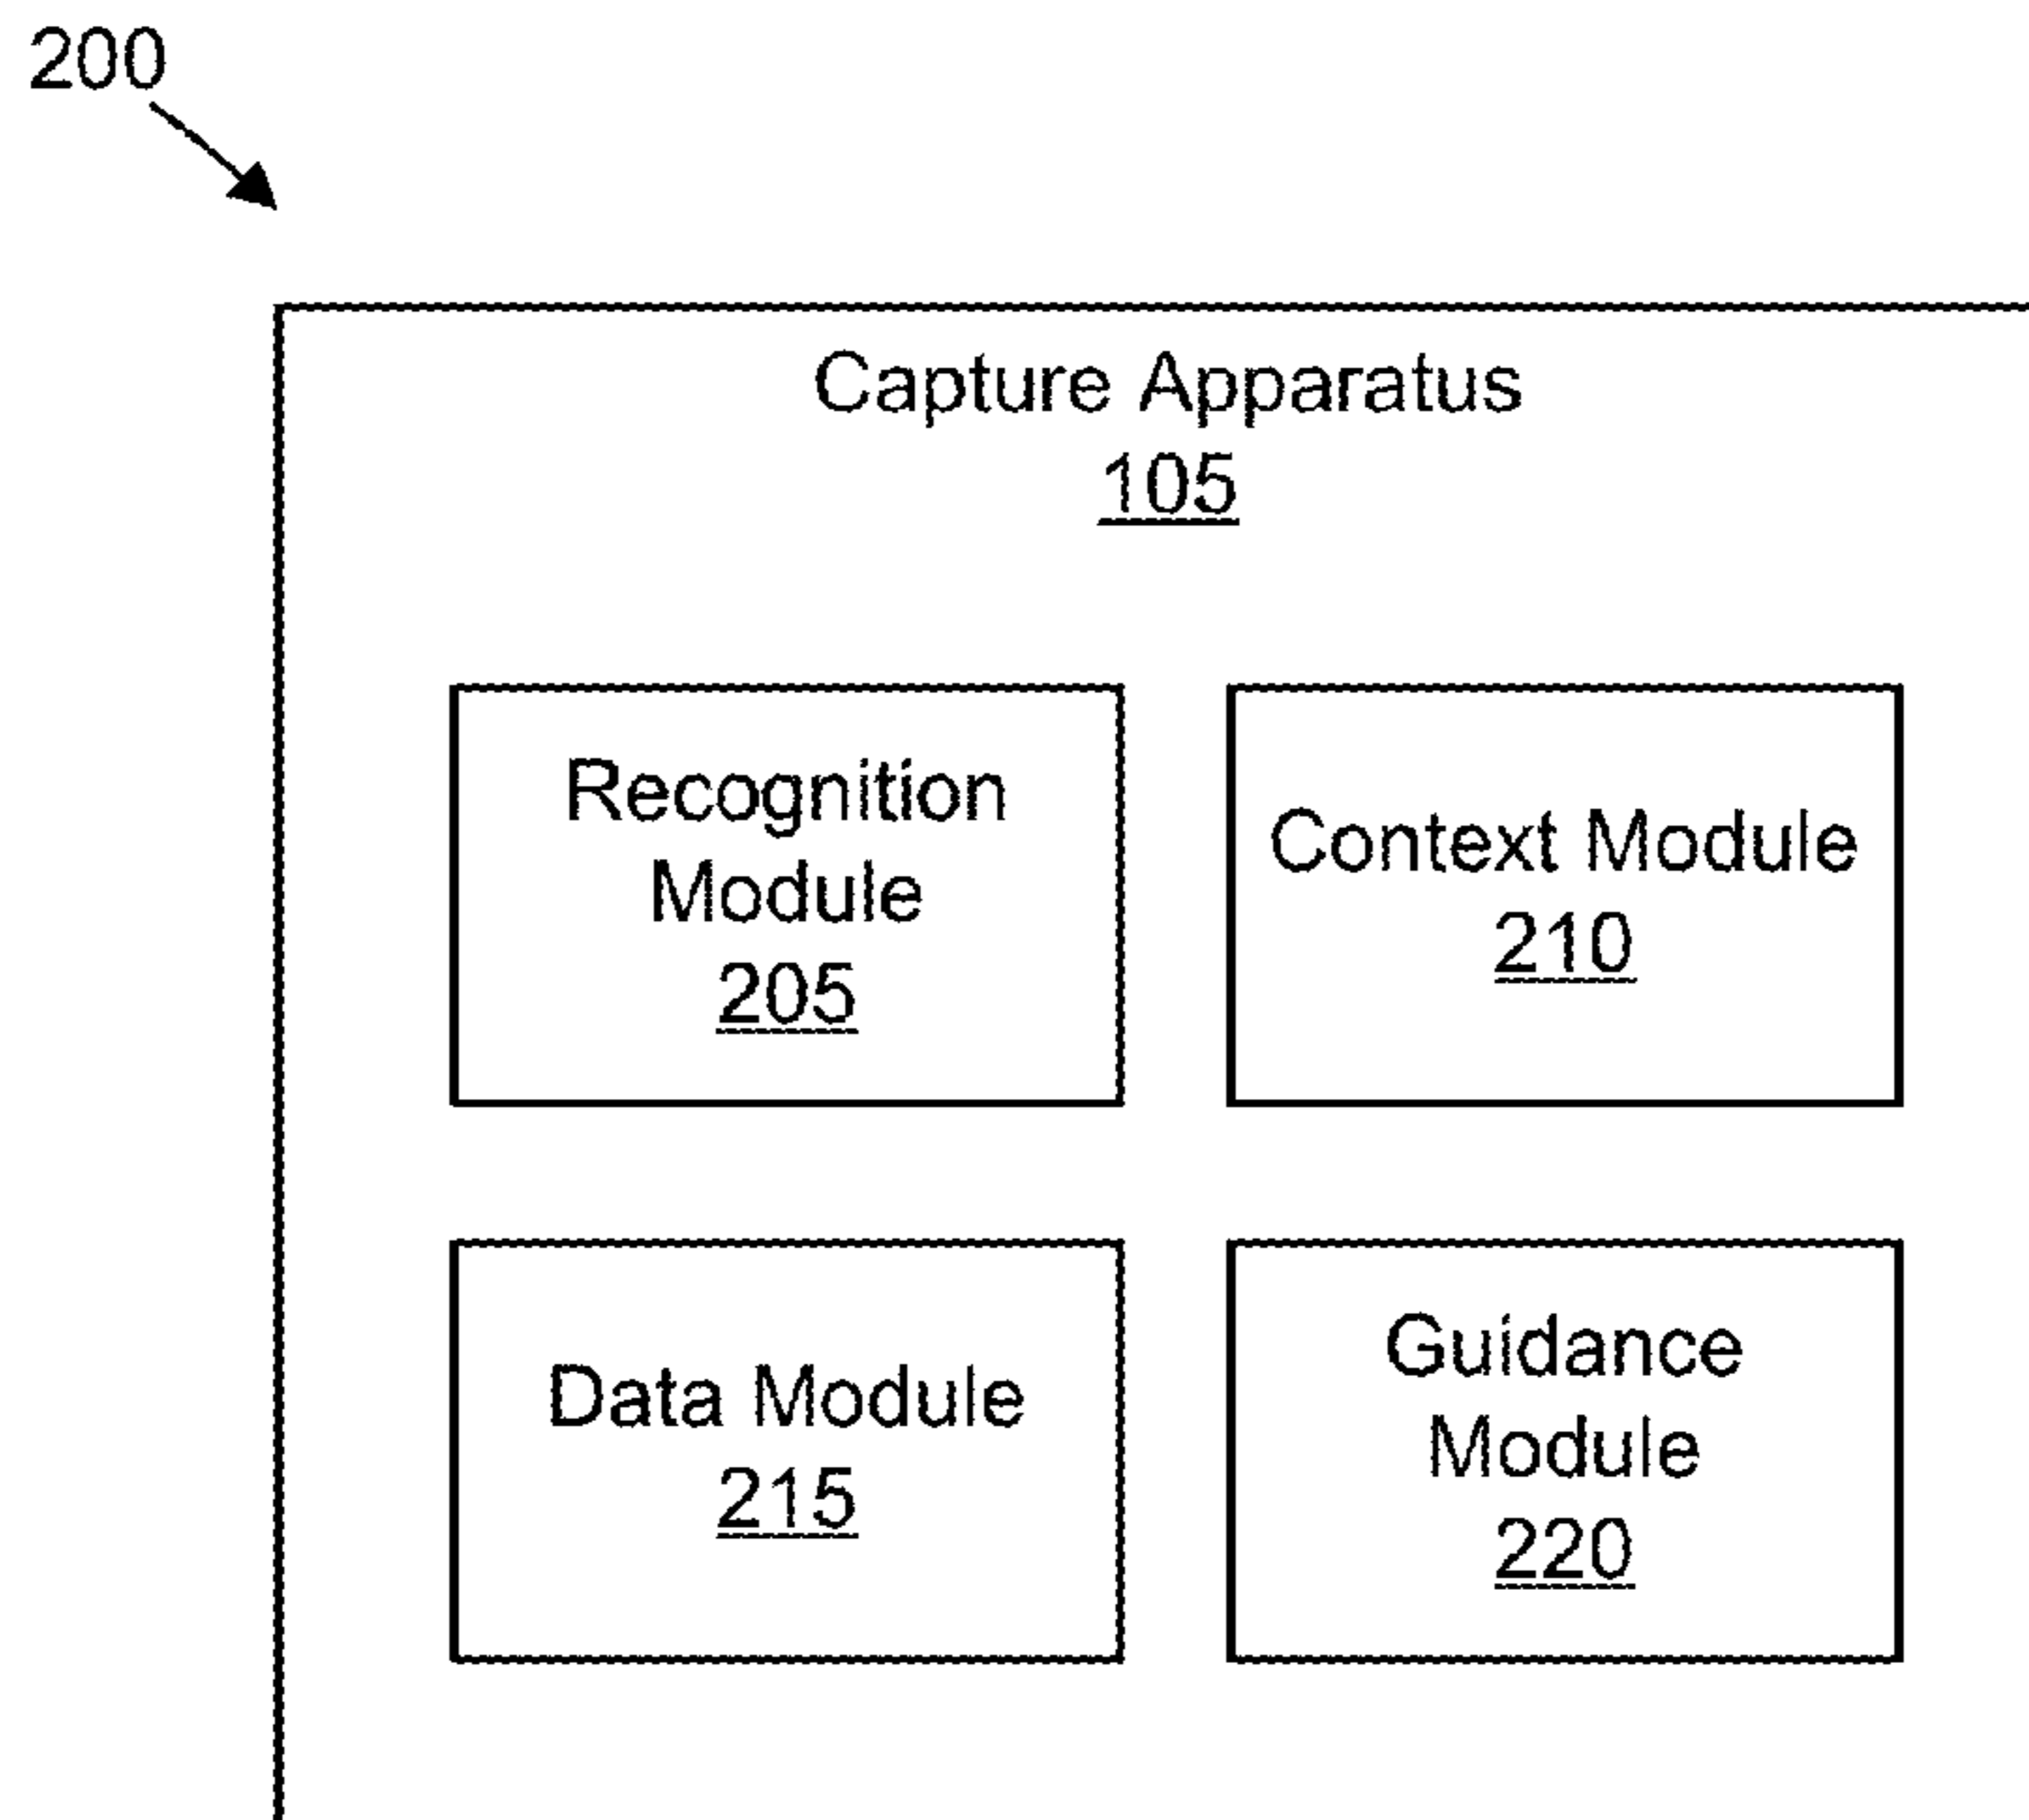 200
Capture Apparatus
105
Recognition
Module
205
Context Module
210
Data Module
215
Guidance
Module
220